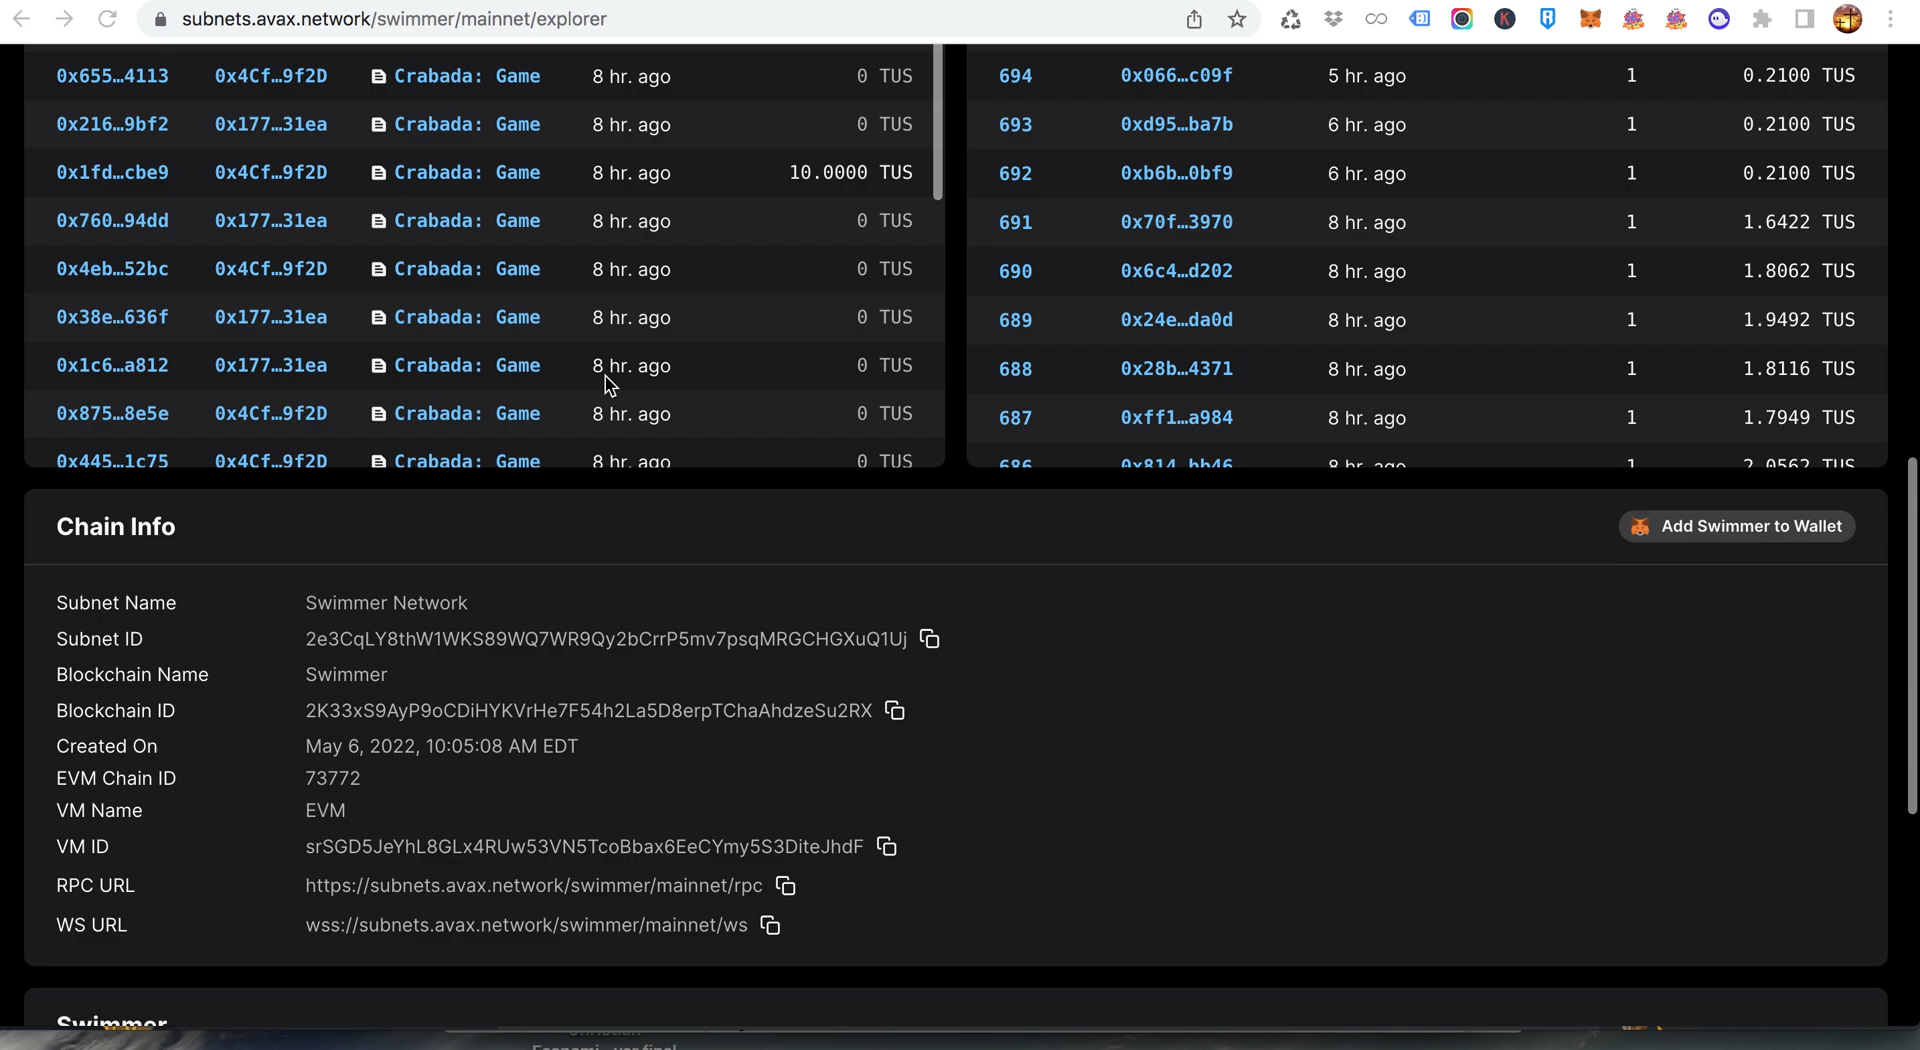 subnets.avax.network/swimmer/mainnet/explorer
0x655…4113 0x4Cf…9f2D Crabada: Game 8 hr. ago 0 TUS
0x216…9bf2 0x177…31ea Crabada: Game 8 hr. ago 0 TUS
0x1fd…cbe9 0x4Cf…9f2D Crabada: Game 8 hr. ago 10.0000 TUS
0x760…94dd 0x177…31ea Crabada: Game 8 hr. ago 0 TUS
0x4eb…52bc 0x4Cf…9f2D Crabada: Game 8 hr. ago 0 TUS
0x38e…636f 0x177…31ea Crabada: Game 8 hr. ago 0 TUS
0x1c6…a812 0x177…31ea Crabada: Game 8 hr. ago 0 TUS
0x875…8e5e 0x4Cf…9f2D Crabada: Game 8 hr. ago 0 TUS
0x445…1c75 0x4Cf…9f2D Crabada: Game 8 hr. ago 0 TUS
694 0x066…c09f 5 hr. ago 1 0.2100 TUS
693 0xd95…ba7b 6 hr. ago 1 0.2100 TUS
692 0xb6b…0bf9 6 hr. ago 1 0.2100 TUS
691 0x70f…3970 8 hr. ago 1 1.6422 TUS
690 0x6c4…d202 8 hr. ago 1 1.8062 TUS
689 0x24e…da0d 8 hr. ago 1 1.9492 TUS
688 0x28b…4371 8 hr. ago 1 1.8116 TUS
687 0xff1…a984 8 hr. ago 1 1.7949 TUS
686 0x814…bb46 8 hr. ago 1 2.0562 TUS
Chain Info
Add Swimmer to Wallet
Subnet Name Swimmer Network
Subnet ID 2e3CqLY8thW1WKS89WQ7WR9Qy2bCrrP5mv7psqMRGCHGXuQ1Uj
Blockchain Name Swimmer
Blockchain ID 2K33xS9AyP9oCDiHYKVrHe7F54h2La5D8erpTChaAhdzeSu2RX
Created On May 6, 2022, 10:05:08 AM EDT
EVM Chain ID 73772
VM Name EVM
VM ID srSGD5JeYhL8GLx4RUw53VN5TcoBbax6EeCYmy5S3DiteJhdF
RPC URL https://subnets.avax.network/swimmer/mainnet/rpc
WS URL wss://subnets.avax.network/swimmer/mainnet/ws
Swimmer